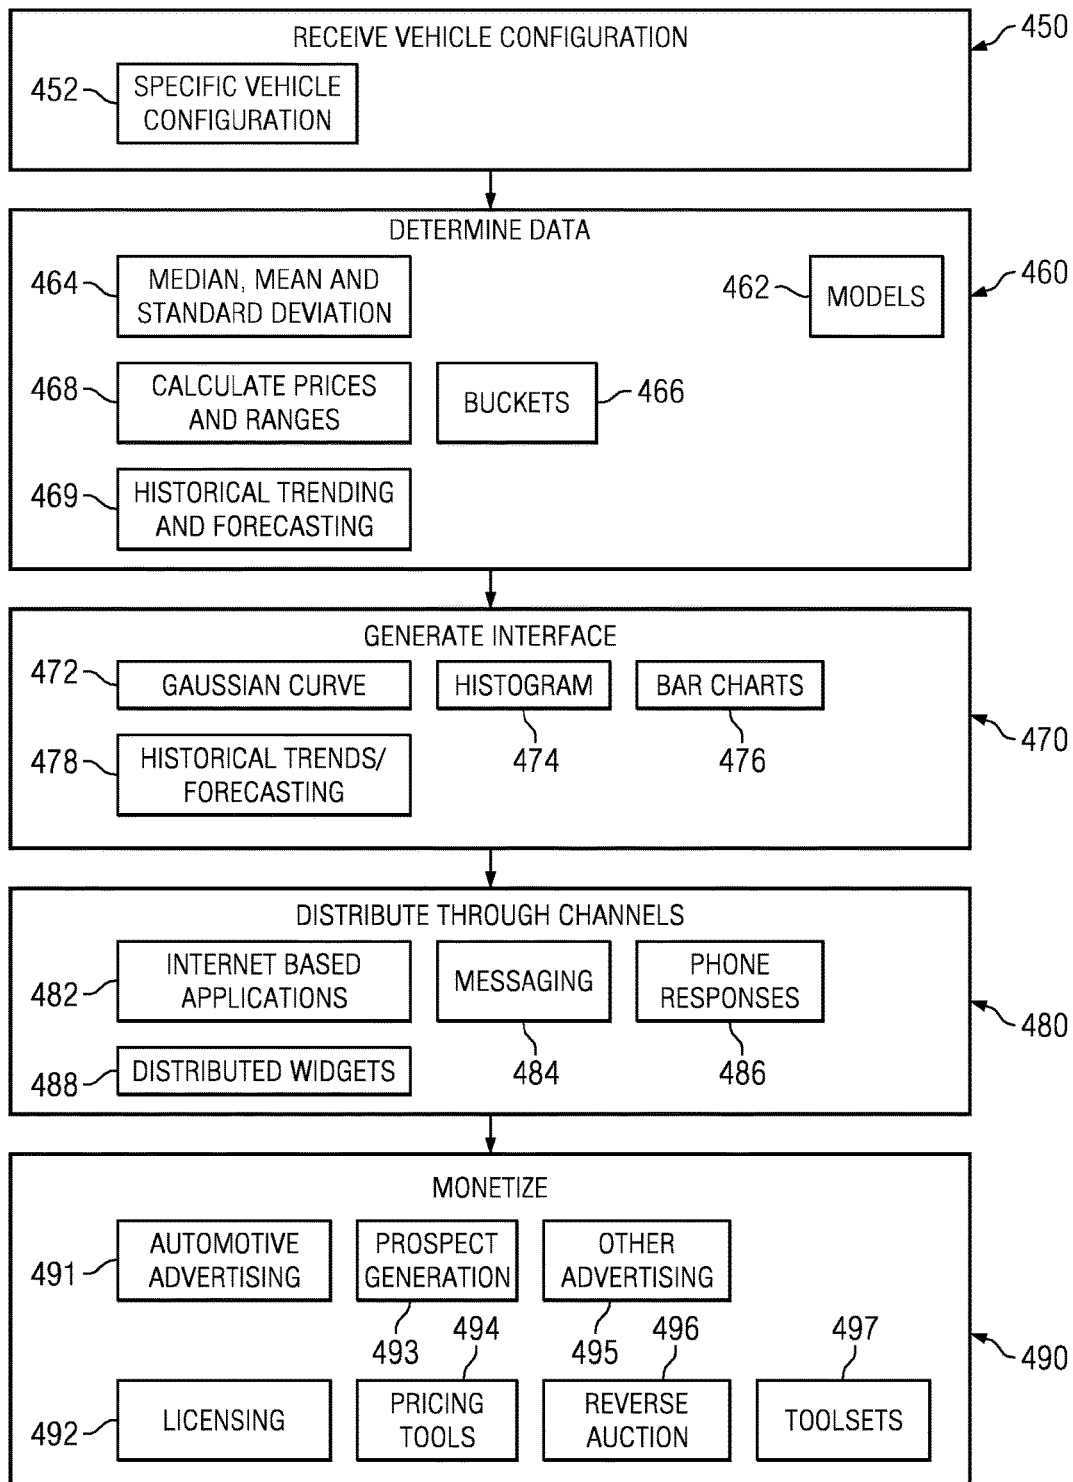 RECEIVE VEHICLE CONFIGURATION
450
452
SPECIFIC VEHICLE
CONFIGURATION
DETERMINE DATA
460
464
MEDIAN, MEAN AND
STANDARD DEVIATION
462
MODELS
468
CALCULATE PRICES
AND RANGES
BUCKETS
466
469
HISTORICAL TRENDING
AND FORECASTING
GENERATE INTERFACE
470
472
GAUSSIAN CURVE
HISTOGRAM
BAR CHARTS
474
476
478
HISTORICAL TRENDS/
FORECASTING
DISTRIBUTE THROUGH CHANNELS
480
482
INTERNET BASED
APPLICATIONS
MESSAGING
PHONE
RESPONSES
484
486
488
DISTRIBUTED WIDGETS
MONETIZE
490
491
AUTOMOTIVE
ADVERTISING
PROSPECT
GENERATION
OTHER
ADVERTISING
493
494
495
496
497
492
LICENSING
PRICING
TOOLS
REVERSE
AUCTION
TOOLSETS